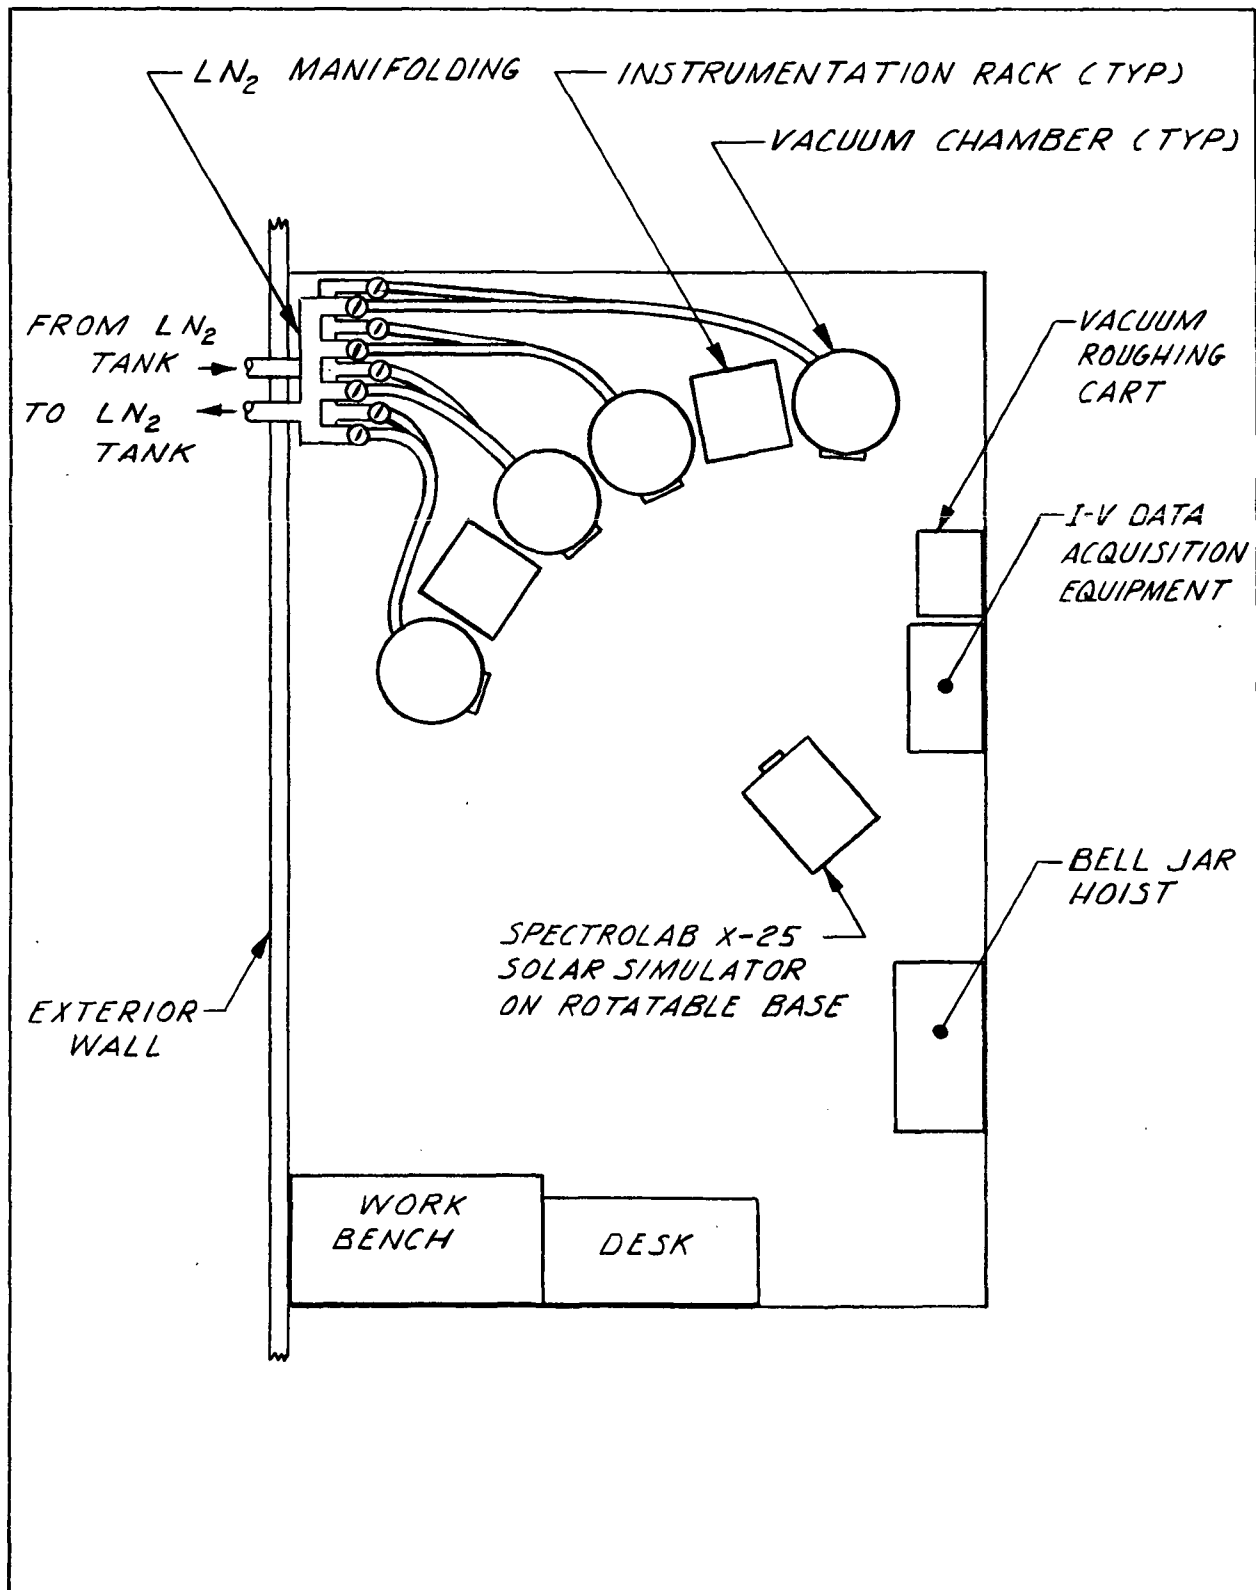 LN₂ MANIFOLDING
INSTRUMENTATION RACK (TYP)
VACUUM CHAMBER (TYP)
FROM LN₂
TANK
TO LN₂
TANK
VACUUM
ROUGHING
CART
I-V DATA
ACQUISITION
EQUIPMENT
BELL JAR
HOIST
SPECTROLAB X-25
SOLAR SIMULATOR
ON ROTATABLE BASE
EXTERIOR
WALL
WORK
BENCH
DESK